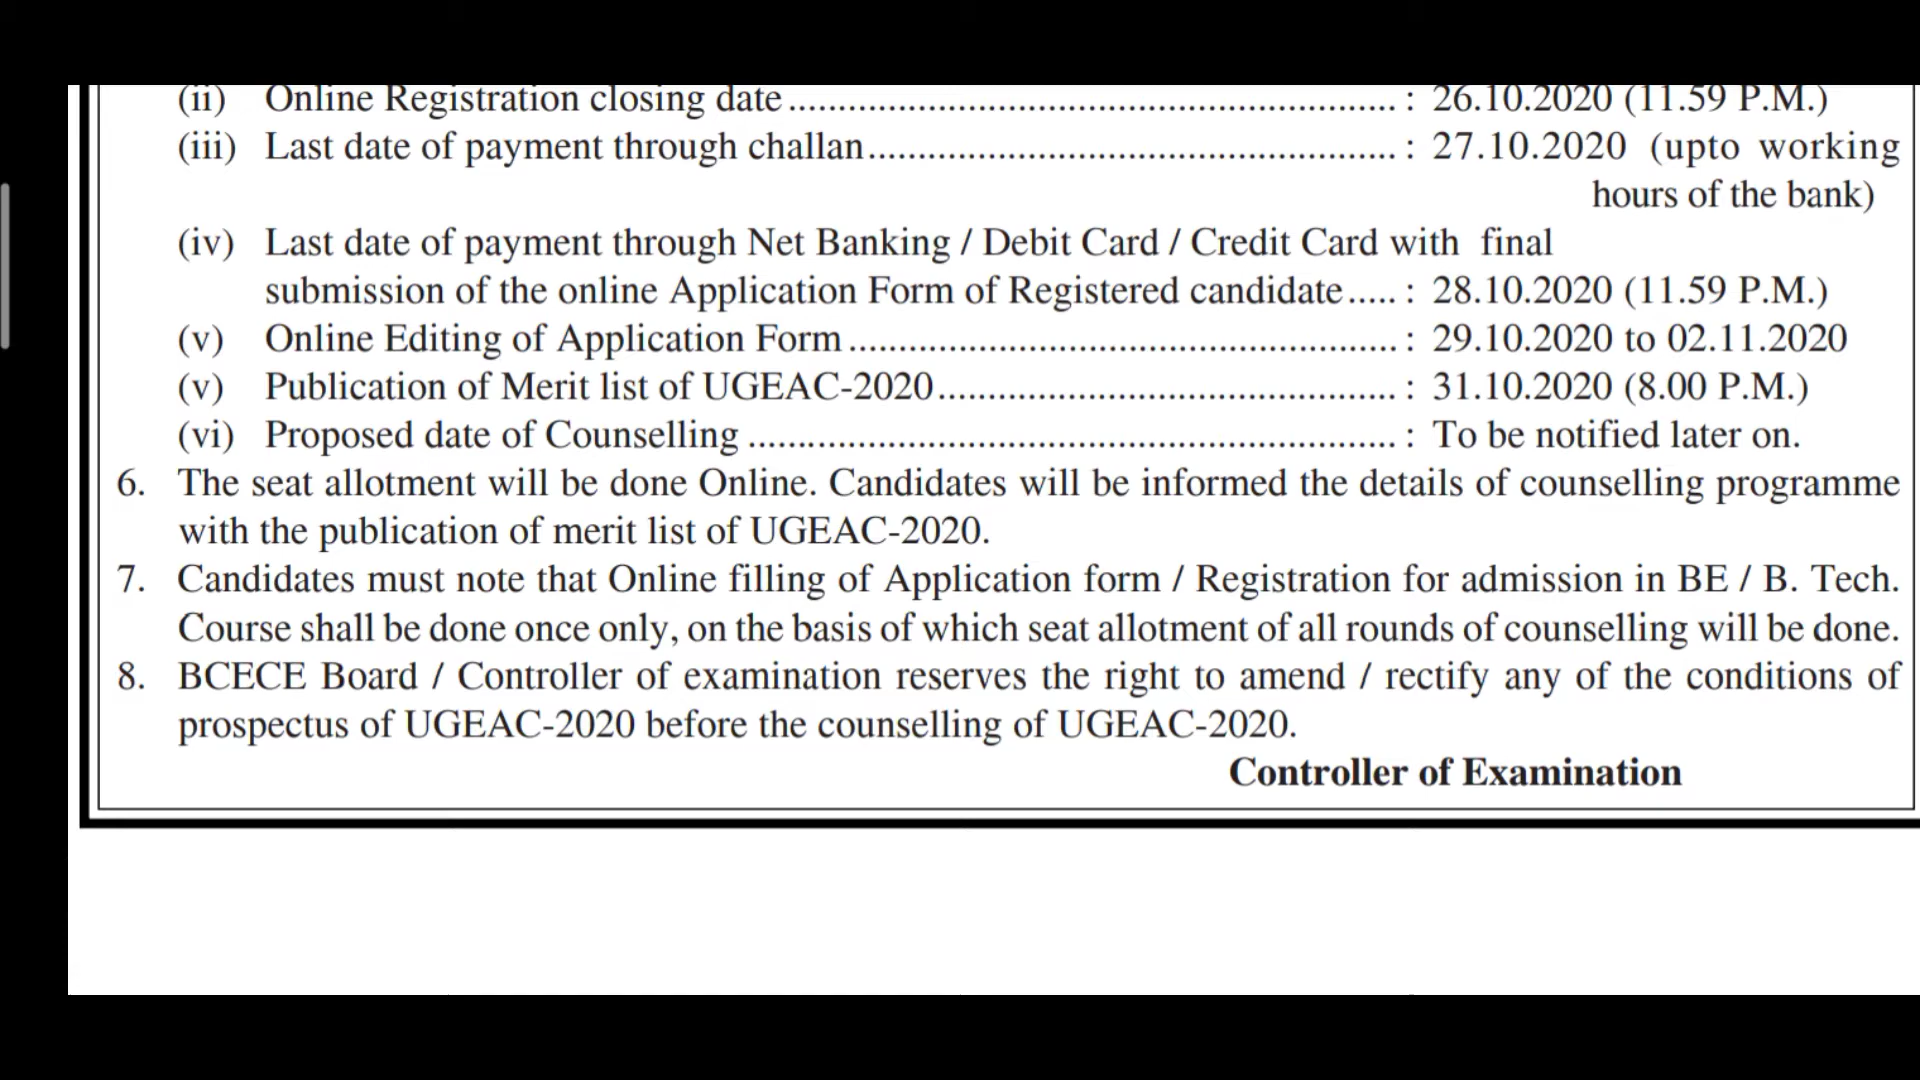 (ii) Online Registration closing date ............................................................. : 26.10.2020 (11.59 P.M.)
(iii) Last date of payment through challan..................................................... : 27.10.2020 (upto working
hours of the bank)
(iv) Last date of payment through Net Banking / Debit Card / Credit Card with final
submission of the online Application Form of Registered candidate..... : 28.10.2020 (11.59 P.M.)
(v) Online Editing of Application Form ....................................................... : 29.10.2020 to 02.11.2020
(v) Publication of Merit list of UGEAC-2020.............................................. : 31.10.2020 (8.00 P.M.)
(vi) Proposed date of Counselling ................................................................. : To be notified later on.
6. The seat allotment will be done Online. Candidates will be informed the details of counselling programme
with the publication of merit list of UGEAC-2020.
7. Candidates must note that Online filling of Application form / Registration for admission in BE / B. Tech.
Course shall be done once only, on the basis of which seat allotment of all rounds of counselling will be done.
8. BCECE Board / Controller of examination reserves the right to amend / rectify any of the conditions of
prospectus of UGEAC-2020 before the counselling of UGEAC-2020.
Controller of Examination